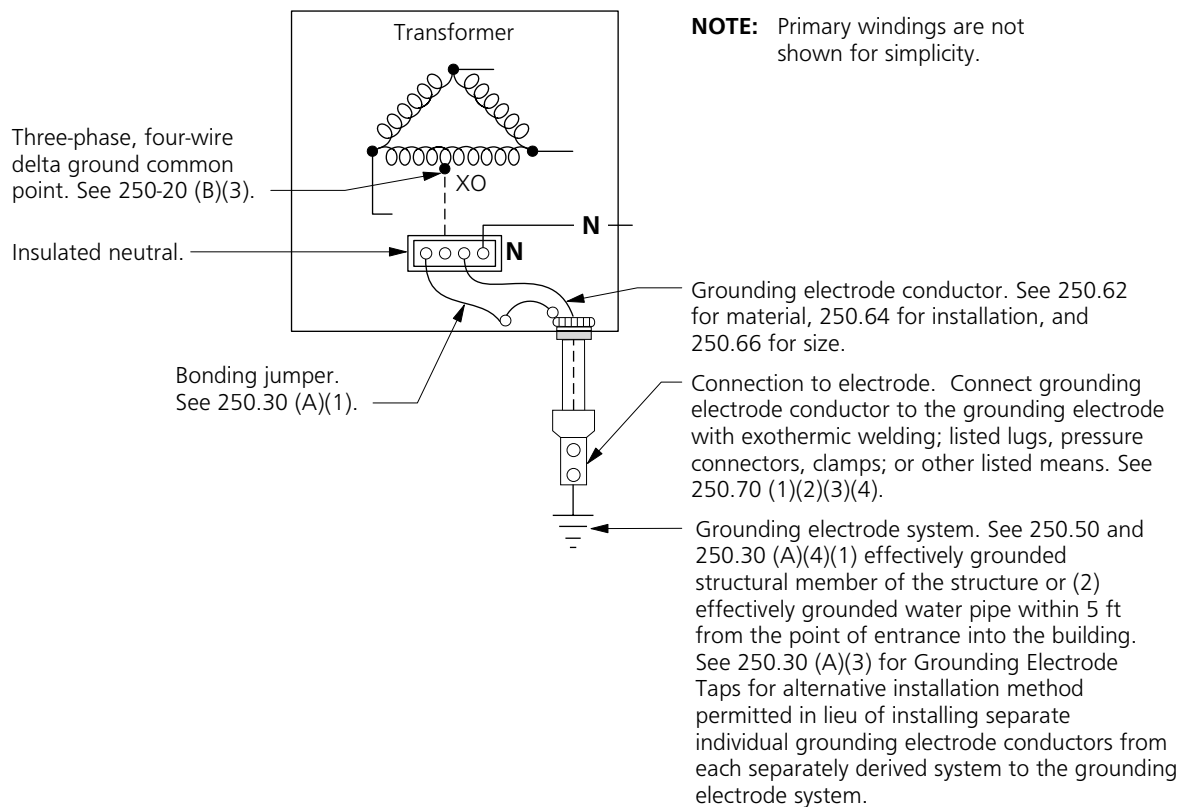 Transformer
NOTE: Primary windings are not
shown for simplicity.
Three-phase, four-wire
delta ground common
point. See 250-20 (B)(3).
XO
N
Insulated neutral.
N
Grounding electrode conductor. See 250.62
for material, 250.64 for installation, and
250.66 for size.
Bonding jumper.
See 250.30 (A)(1).
Connection to electrode. Connect grounding
electrode conductor to the grounding electrode
with exothermic welding; listed lugs, pressure
connectors, clamps; or other listed means. See
250.70 (1)(2)(3)(4).
Grounding electrode system. See 250.50 and
250.30 (A)(4)(1) effectively grounded
structural member of the structure or (2)
effectively grounded water pipe within 5 ft
from the point of entrance into the building.
See 250.30 (A)(3) for Grounding Electrode
Taps for alternative installation method
permitted in lieu of installing separate
individual grounding electrode conductors from
each separately derived system to the grounding
electrode system.